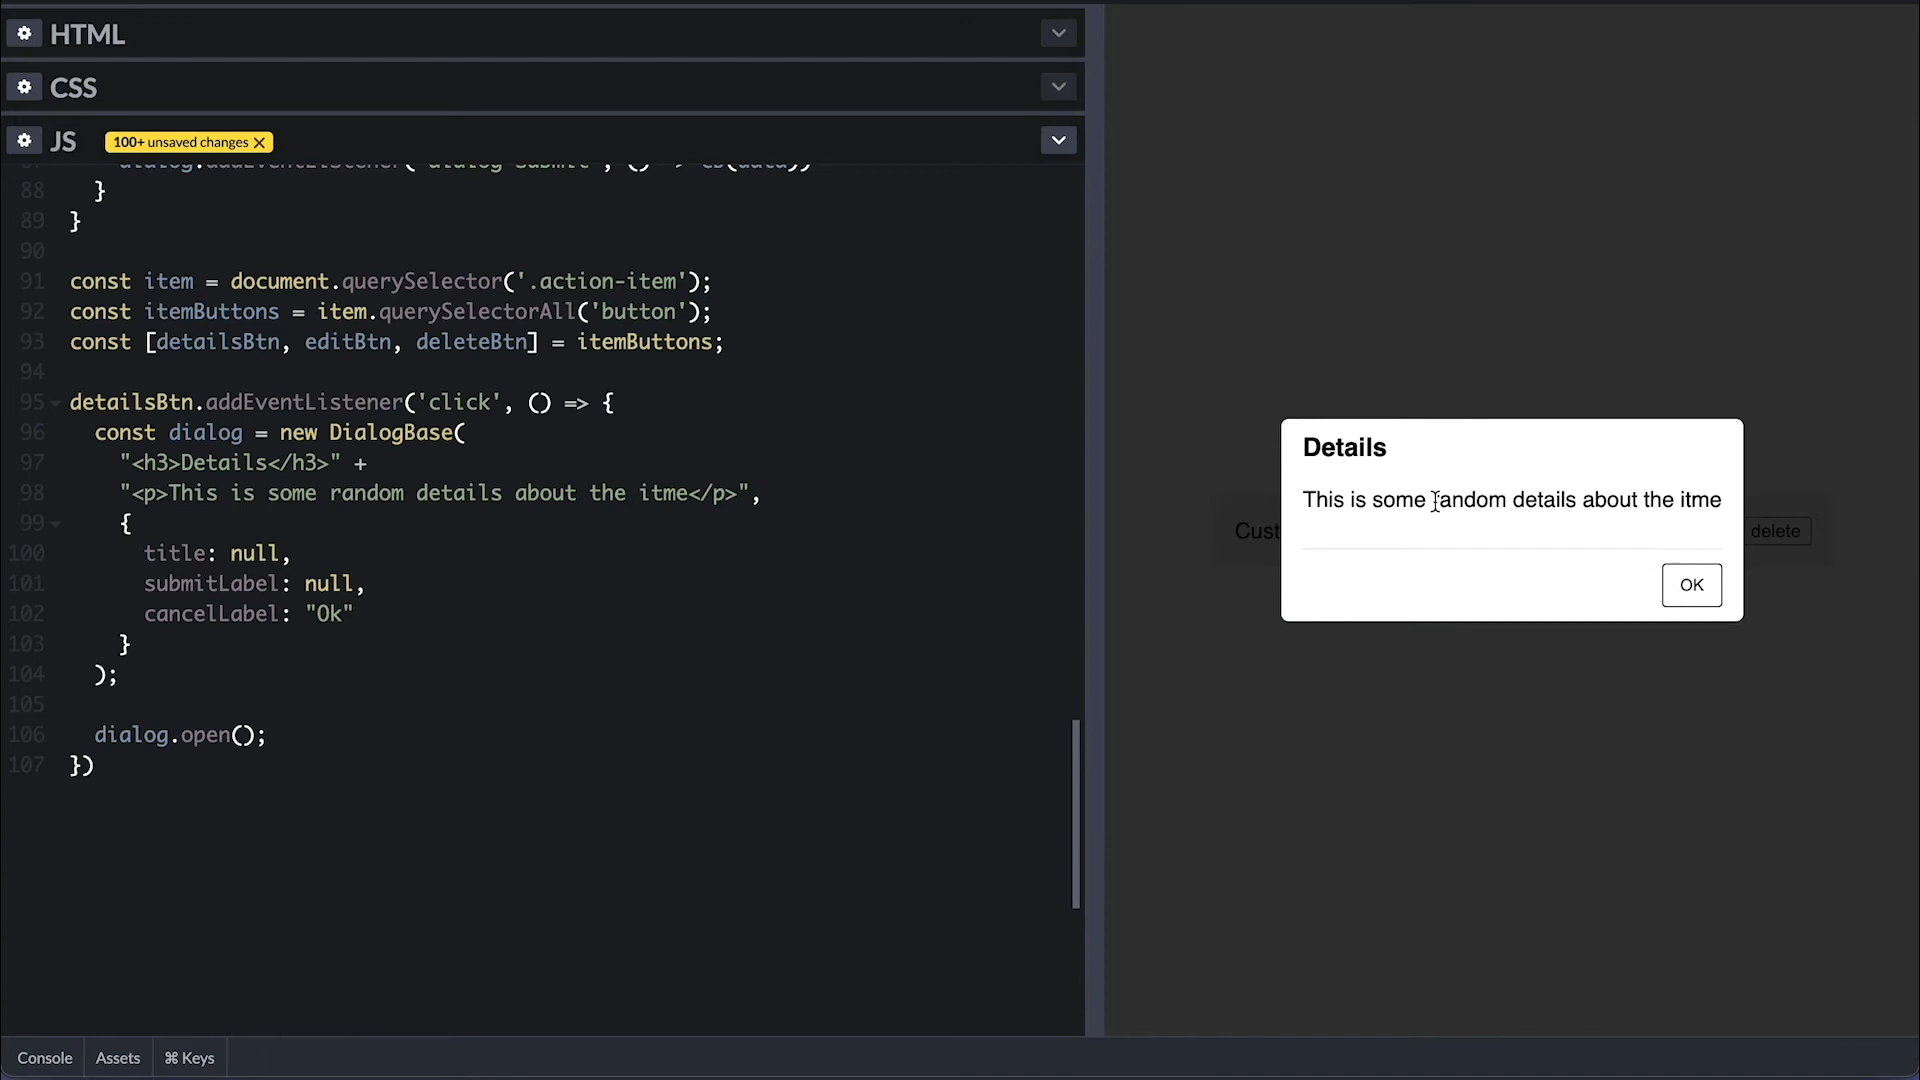 HTML
CSS
JS
100+ unsaved changes
88 }
89 }
90
91 const item = document.querySelector('.action-item');
92 const itemButtons = item.querySelectorAll('button');
93 const [detailsBtn, editBtn, deleteBtn] = itemButtons;
94
95 detailsBtn.addEventListener('click', () => {
96 const dialog = new DialogBase(
97 "<h3>Details</h3>" +
98 "<p>This is some random details about the itme</p>",
99 {
100 title: null,
101 submitLabel: null,
102 cancelLabel: "Ok"
103 }
104 );
105
106 dialog.open();
107 })
Details
This is some random details about the itme
Cust
delete
OK
Console
Assets
⌘ Keys